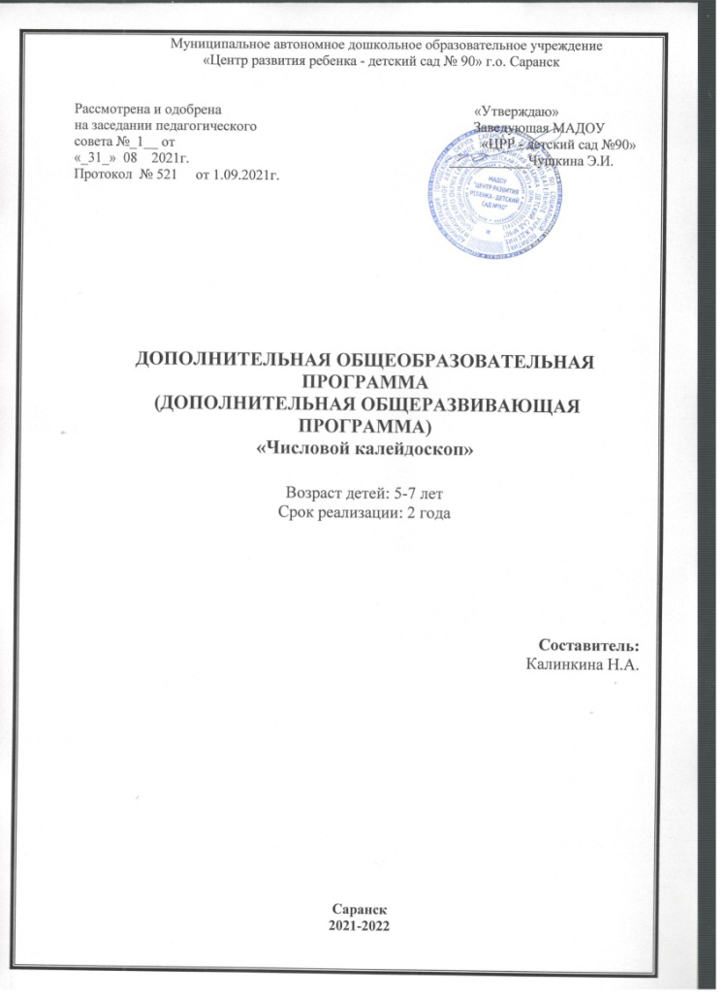 Муниципальное автономное дошкольное образовательное учреждение
«Центр развития ребенка - детский сад № 90» г.о. Саранск
Рассмотрена и одобрена
на заседании педагогического
совета №_1__ от
«_31_» 08 2021г.
Протокол № 521 от 1.09.2021г.
«Утверждаю»
Заведующая МАДОУ
«ЦРР - детский сад №90»
__________Чушкина Э.И.
МАДОУ
"ЦЕНТР РАЗВИТИЯ
РЕБЕНКА - ДЕТСКИЙ
САД №90"
ДОПОЛНИТЕЛЬНАЯ ОБЩЕОБРАЗОВАТЕЛЬНАЯ
ПРОГРАММА
(ДОПОЛНИТЕЛЬНАЯ ОБЩЕРАЗВИВАЮЩАЯ
ПРОГРАММА)
«Числовой калейдоскоп»
Возраст детей: 5-7 лет
Срок реализации: 2 года
Составитель:
Калинкина Н.А.
Саранск
2021-2022